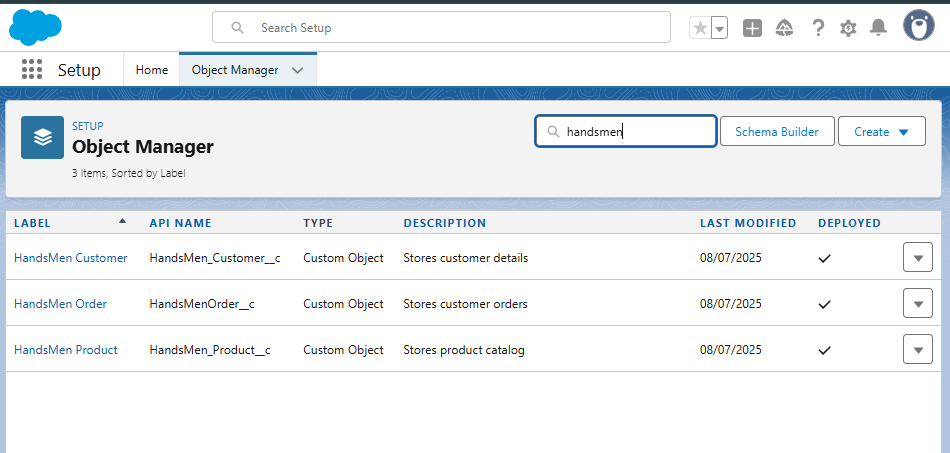 Search Setup
Setup Home Object Manager
SETUP
Object Manager
3 Items, Sorted by Label
handsmen Schema Builder Create
LABEL API NAME TYPE DESCRIPTION LAST MODIFIED DEPLOYED
HandsMen Customer HandsMen_Customer__c Custom Object Stores customer details 08/07/2025
HandsMen Order HandsMenOrder__c Custom Object Stores customer orders 08/07/2025
HandsMen Product HandsMen_Product__c Custom Object Stores product catalog 08/07/2025